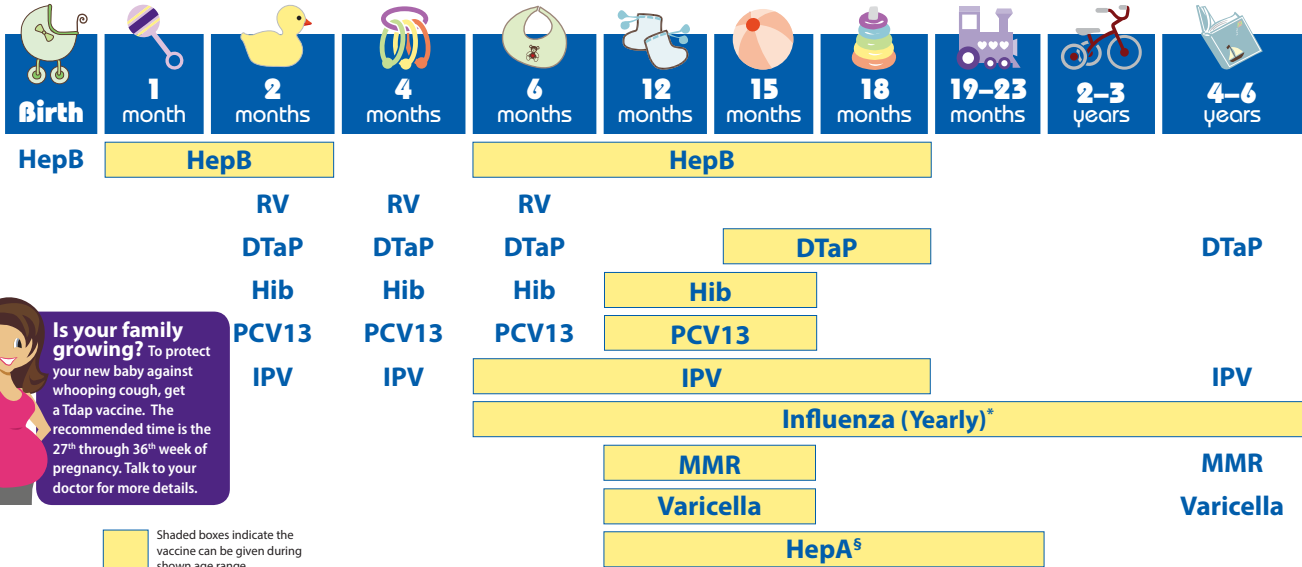 Birth
1
month
2
months
4
months
6
months
12
months
15
months
18
months
19–23
months
2–3
years
4–6
years
HepB HepB HepB
RV RV RV
DTaP DTaP DTaP DTaP DTaP
Hib Hib Hib Hib
PCV13 PCV13 PCV13 PCV13
IPV IPV IPV IPV
Influenza (Yearly)*
MMR MMR
Varicella Varicella
HepA§
Is your family
growing? To protect
your new baby against
whooping cough, get
a Tdap vaccine. The
recommended time is the
27th through 36th week of
pregnancy. Talk to your
doctor for more details.
Shaded boxes indicate the
vaccine can be given during
shown age range.